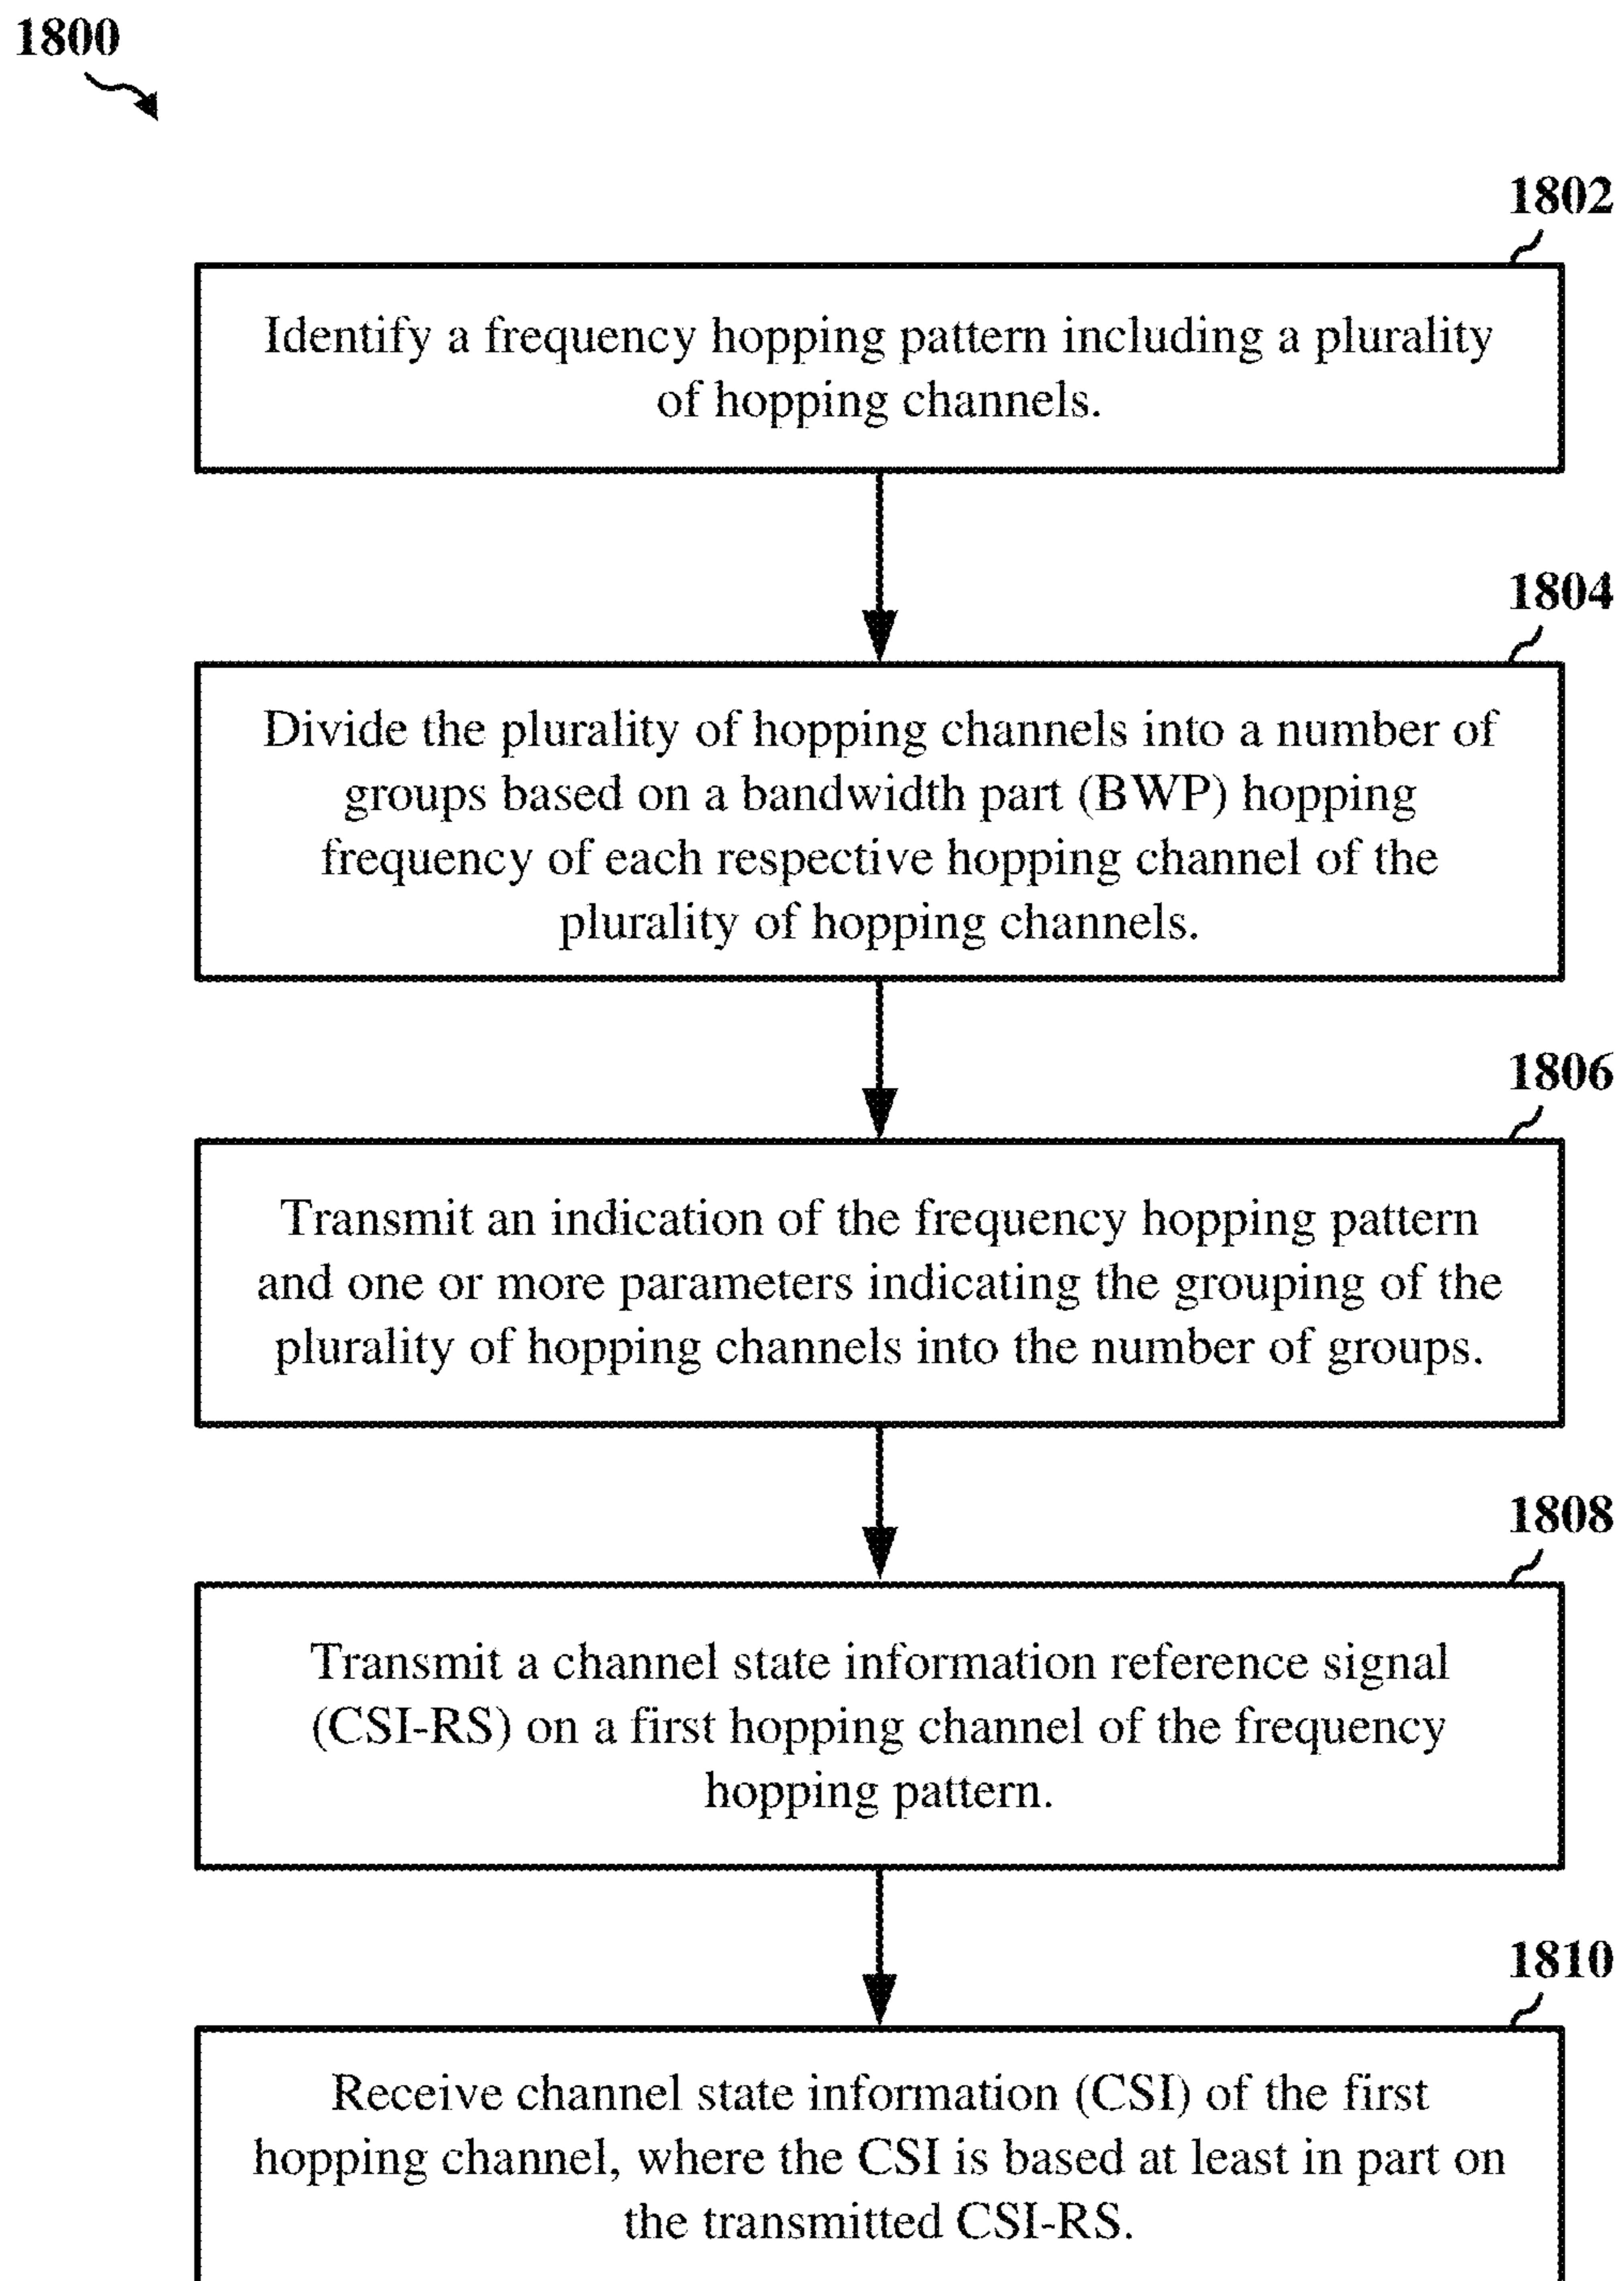 1800
1802
Identify a frequency hopping pattern including a plurality
of hopping channels.
1804
Divide the plurality of hopping channels into a number of
groups based on a bandwidth part (BWP) hopping
frequency of each respective hopping channel of the
plurality of hopping channels.
1806
Transmit an indication of the frequency hopping pattern
and one or more parameters indicating the grouping of the
plurality of hopping channels into the number of groups.
1808
Transmit a channel state information reference signal
(CSI-RS) on a first hopping channel of the frequency
hopping pattern.
1810
Receive channel state information (CSI) of the first
hopping channel, where the CSI is based at least in part on
the transmitted CSI-RS.